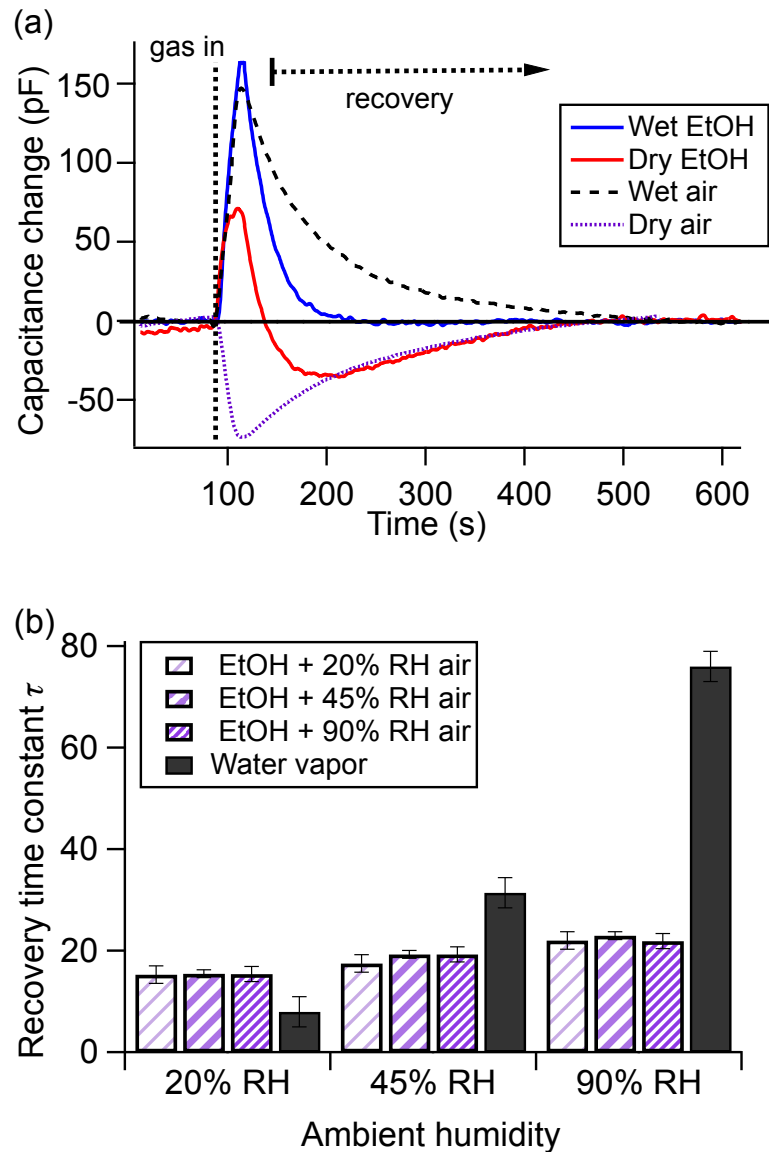 (a)
gas in
recovery
Wet EtOH
Dry EtOH
Wet air
Dry air
150
100
50
0
-50
Capacitance change (pF)
100 200 300 400 500 600
Time (s)
(b)
EtOH + 20% RH air
EtOH + 45% RH air
EtOH + 90% RH air
Water vapor
80
60
40
20
0
Recovery time constant τ
20% RH 45% RH 90% RH
Ambient humidity